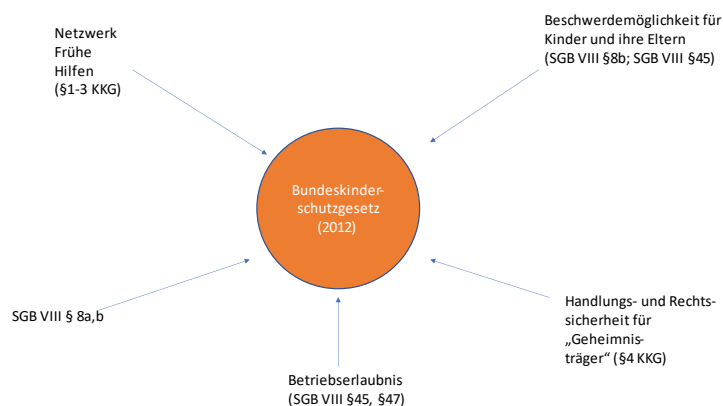 Netzwerk
Frühe
Hilfen
(§1-3 KKG)
Beschwerdemöglichkeit für
Kinder und ihre Eltern
(SGB VIII §8b; SGB VIII §45)
Bundeskinder-
schutzgesetz
(2012)
SGB VIII § 8a,b
Handlungs- und Rechts-
sicherheit für
„Geheimnis-
träger“ (§4 KKG)
Betriebserlaubnis
(SGB VIII §45, §47)